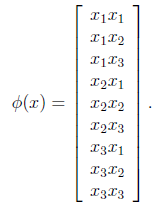 x₁x₁
x₁x₂
x₁x₃
x₂x₁
ϕ(x) = x₂x₂ .
x₂x₃
x₃x₁
x₃x₂
x₃x₃